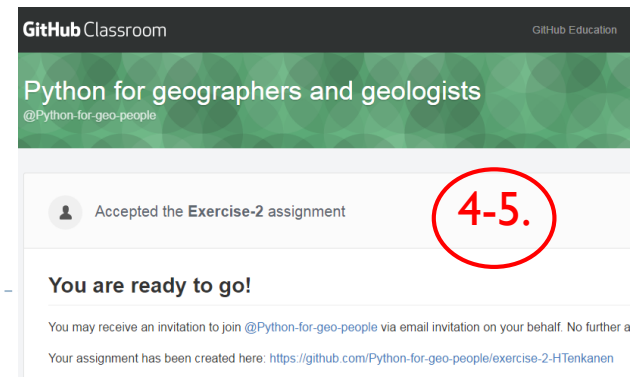 GitHub Classroom GitHub Education
Python for geographers and geologists
@Python-for-geo-people
Accepted the Exercise-2 assignment
4-5.
You are ready to go!
You may receive an invitation to join @Python-for-geo-people via email invitation on your behalf. No further a
Your assignment has been created here: https://github.com/Python-for-geo-people/exercise-2-HTenkanen